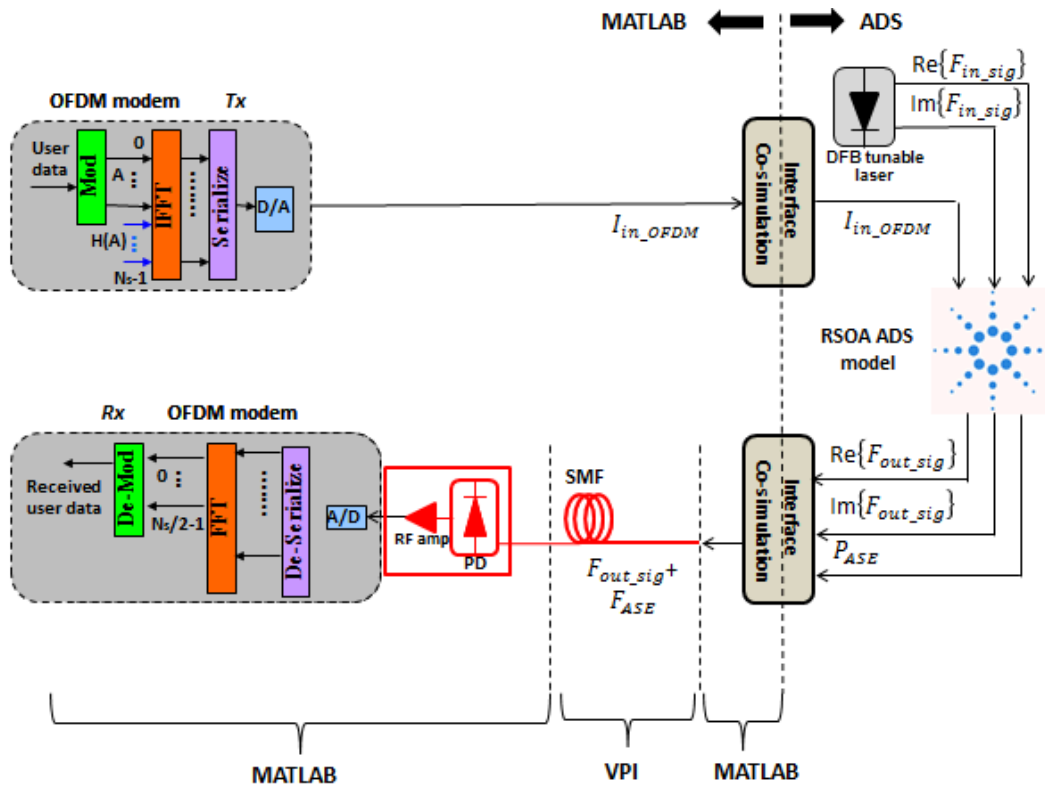 MATLAB
ADS
Re{F_in_sig}
Im{F_in_sig}
DFB tunable
laser
OFDM modem
Tx
User
data
Mod
0
A
H(A)
Ns-1
IFFT
Serialize
D/A
I_in_OFDM
Co-simulation
Interface
I_in_OFDM
RSOA ADS
model
Rx
OFDM modem
Received
user data
De-Mod
0
Ns/2-1
FFT
De-Serialize
A/D
RF amp
PD
SMF
F_out_sig+
F_ASE
Co-simulation
Interface
Re{F_out_sig}
Im{F_out_sig}
P_ASE
MATLAB
VPI
MATLAB